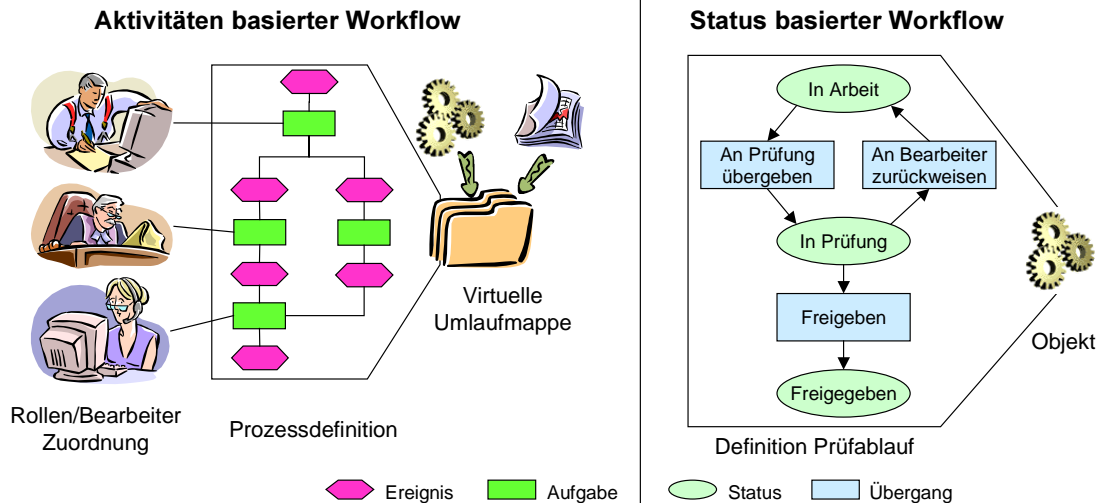 Aktivitäten basierter Workflow
Rollen/Bearbeiter
Zuordnung
Prozessdefinition
Virtuelle
Umlaufmappe
Ereignis
Aufgabe
Status basierter Workflow
In Arbeit
An Prüfung
übergeben
An Bearbeiter
zurückweisen
In Prüfung
Freigeben
Freigegeben
Objekt
Definition Prüfablauf
Status
Übergang